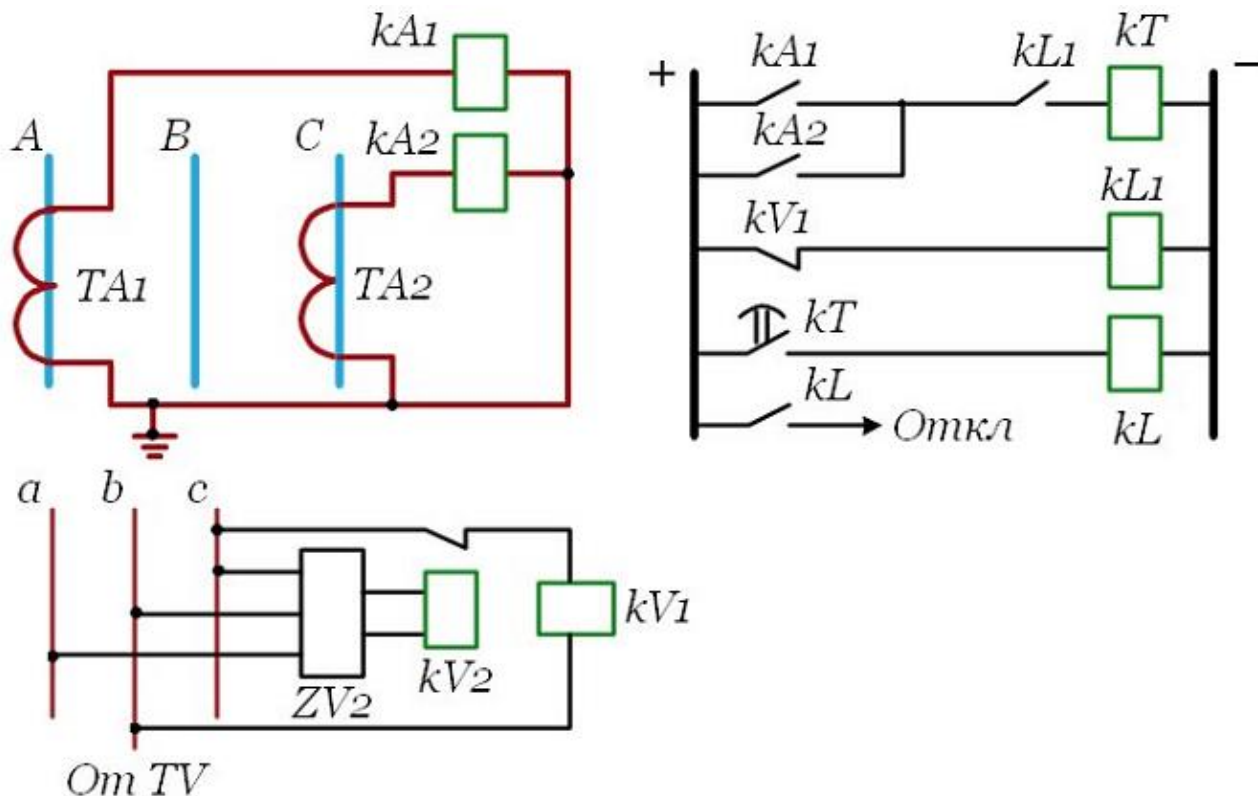 kA1
A
B
C
kA2
TA1
TA2
+
kA1
kL1
kT
−
kA2
kL1
kV1
kT
kL
Откл
kL
a
b
c
kV1
kV2
ZV2
От TV